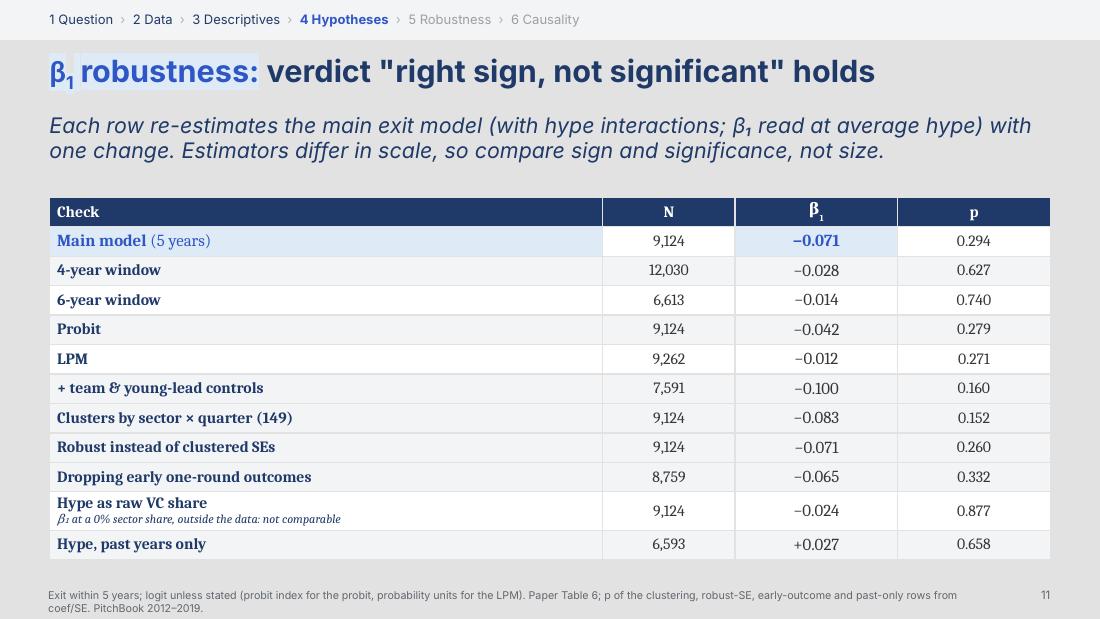 1 Question › 2 Data › 3 Descriptives › 4 Hypotheses › 5 Robustness › 6 Causality
β₁ robustness: verdict "right sign, not significant" holds
Each row re-estimates the main exit model (with hype interactions; β₁ read at average hype) with
one change. Estimators differ in scale, so compare sign and significance, not size.
Check N β₁ p
Main model (5 years) 9,124 −0.071 0.294
4-year window 12,030 −0.028 0.627
6-year window 6,613 −0.014 0.740
Probit 9,124 −0.042 0.279
LPM 9,262 −0.012 0.271
+ team & young-lead controls 7,591 −0.100 0.160
Clusters by sector × quarter (149) 9,124 −0.083 0.152
Robust instead of clustered SEs 9,124 −0.071 0.260
Dropping early one-round outcomes 8,759 −0.065 0.332
Hype as raw VC share 9,124 −0.024 0.877
β₁ at a 0% sector share, outside the data: not comparable
Hype, past years only 6,593 +0.027 0.658
Exit within 5 years; logit unless stated (probit index for the probit, probability units for the LPM). Paper Table 6; p of the clustering, robust-SE, early-outcome and past-only rows from
coef/SE. PitchBook 2012–2019.
11